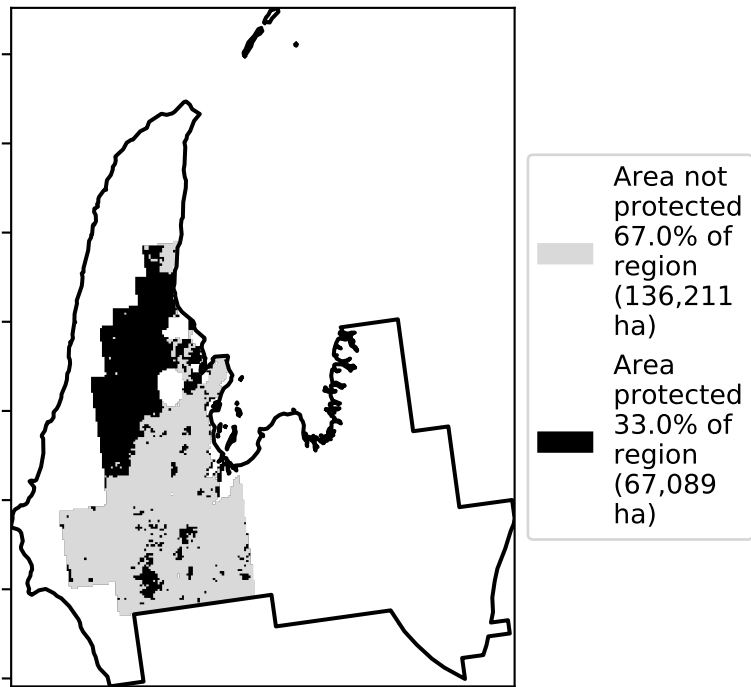 Area not
protected
67.0% of
region
(136,211
ha)
Area
protected
33.0% of
region
(67,089
ha)